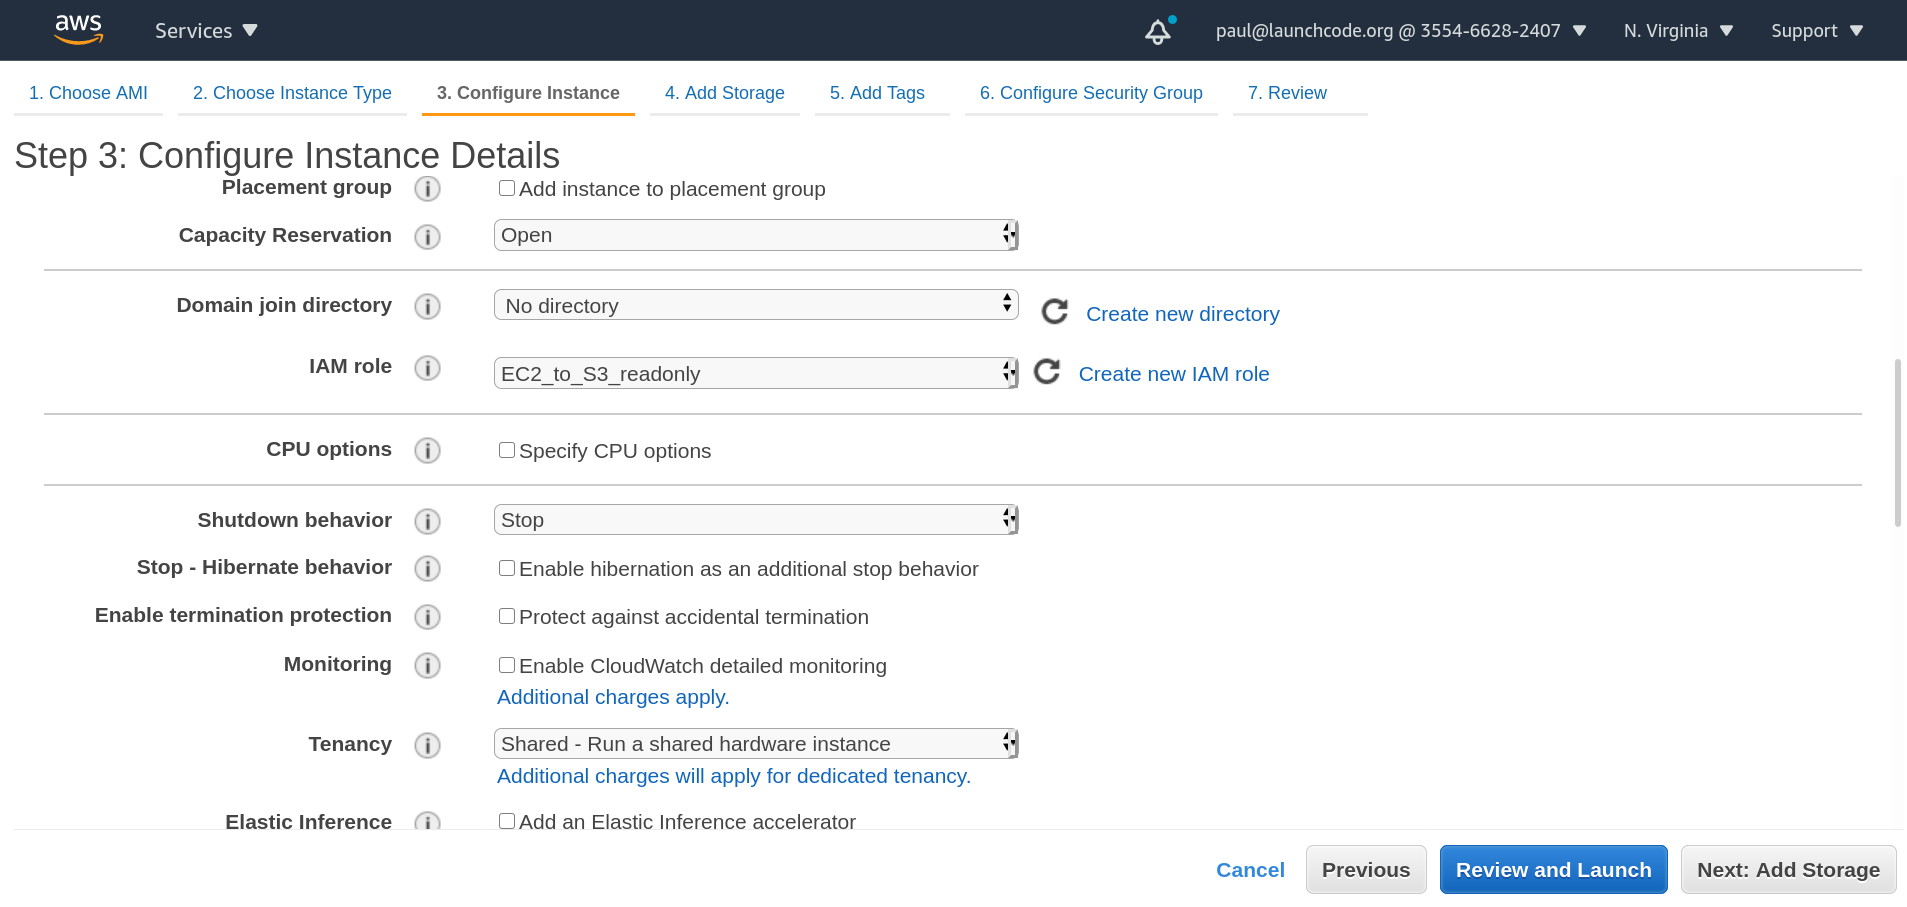 aws Services paul@launchcode.org @ 3554-6628-2407 N. Virginia Support
1. Choose AMI 2. Choose Instance Type 3. Configure Instance 4. Add Storage 5. Add Tags 6. Configure Security Group 7. Review
Step 3: Configure Instance Details
Placement group i Add instance to placement group
Capacity Reservation i Open
Domain join directory i No directory Create new directory
IAM role i EC2_to_S3_readonly Create new IAM role
CPU options i Specify CPU options
Shutdown behavior i Stop
Stop - Hibernate behavior i Enable hibernation as an additional stop behavior
Enable termination protection i Protect against accidental termination
Monitoring i Enable CloudWatch detailed monitoring
Additional charges apply.
Tenancy i Shared - Run a shared hardware instance
Additional charges will apply for dedicated tenancy.
Elastic Inference i Add an Elastic Inference accelerator
Cancel Previous Review and Launch Next: Add Storage